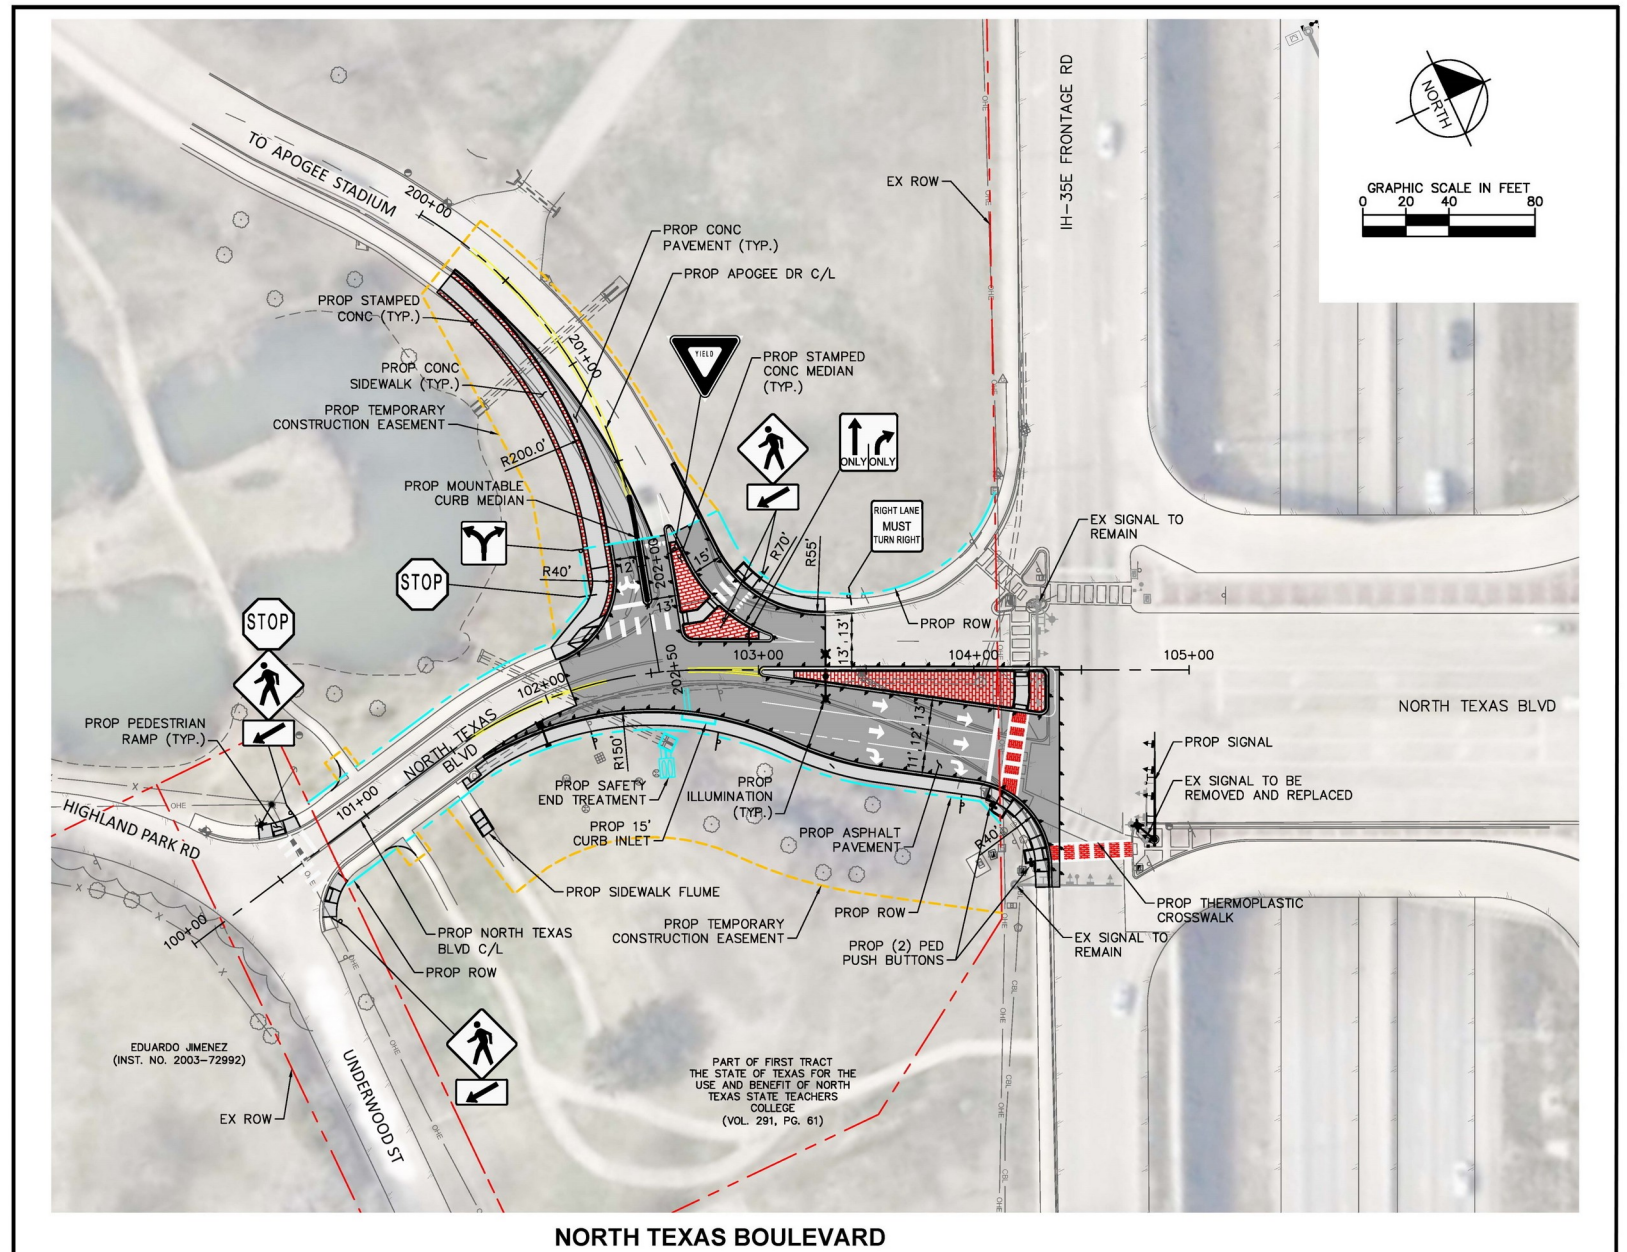 NORTH
GRAPHIC SCALE IN FEET
0 20 40 80
IH-35E FRONTAGE RD
EX ROW
TO APOGEE STADIUM
200+00
PROP CONC
PAVEMENT (TYP.)
PROP APOGEE DR C/L
PROP STAMPED
CONC (TYP.)
201+00
YIELD
PROP STAMPED
CONC MEDIAN
(TYP.)
PROP CONC
SIDEWALK (TYP.)
PROP TEMPORARY
CONSTRUCTION EASEMENT
R200.0'
ONLY ONLY
PROP MOUNTABLE
CURB MEDIAN
RIGHT LANE
MUST
TURN RIGHT
EX SIGNAL TO
REMAIN
R70'
R55'
15'
12'
202+00
R40'
STOP
13'
STOP
PROP ROW
13', 13'
103+00
104+00
105+00
202+50
102+00
NORTH TEXAS BLVD
NORTH TEXAS
BLVD
PROP PEDESTRIAN
RAMP (TYP.)
11', 12', 13'
PROP SIGNAL
EX SIGNAL TO BE
REMOVED AND REPLACED
R150'
PROP SAFETY
END TREATMENT
PROP
ILLUMINATION
(TYP.)
101+00
OHE
HIGHLAND PARK RD
PROP 15'
CURB INLET
PROP ASPHALT
PAVEMENT
R40'
PROP SIDEWALK FLUME
PROP THERMOPLASTIC
CROSSWALK
PROP ROW
100+00
PROP NORTH TEXAS
BLVD C/L
PROP TEMPORARY
CONSTRUCTION EASEMENT
PROP (2) PED
PUSH BUTTONS
EX SIGNAL TO
REMAIN
PROP ROW
OHE
OHE
CBL
OHE
EDUARDO JIMENEZ
(INST. NO. 2003-72992)
UNDERWOOD ST
PART OF FIRST TRACT
THE STATE OF TEXAS FOR THE
USE AND BENEFIT OF NORTH
TEXAS STATE TEACHERS
COLLEGE
(VOL. 291, PG. 61)
EX ROW
NORTH TEXAS BOULEVARD